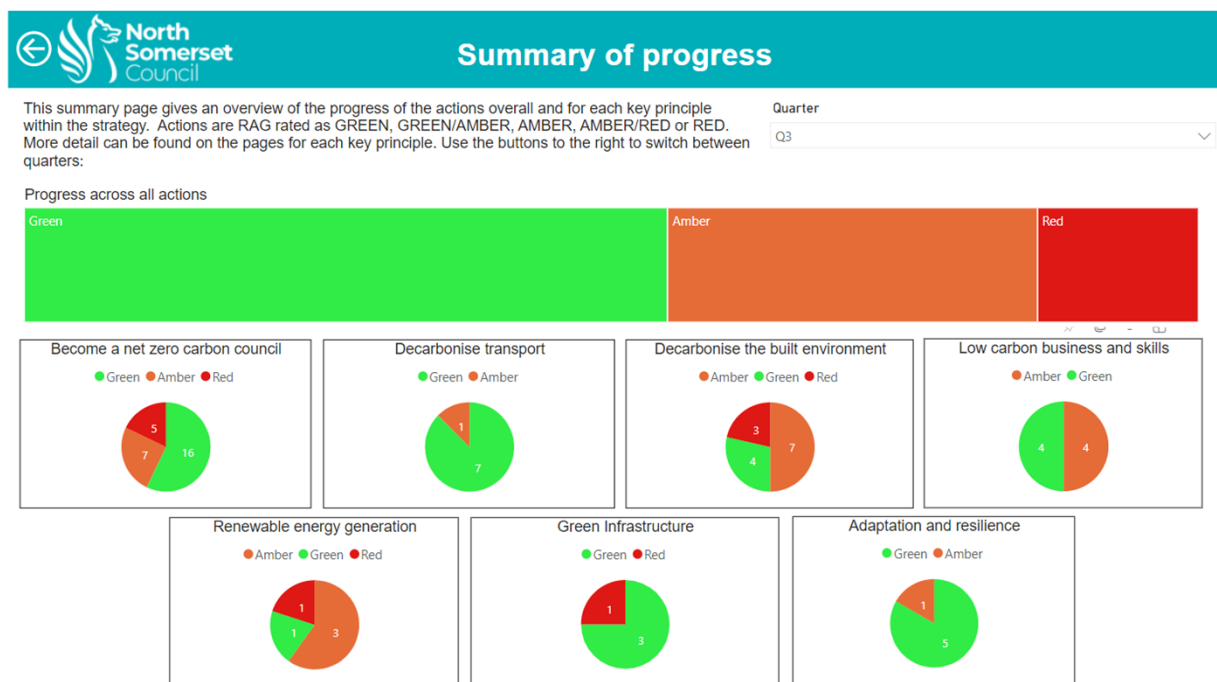 North
Somerset
Council
Summary of progress
This summary page gives an overview of the progress of the actions overall and for each key principle
within the strategy. Actions are RAG rated as GREEN, GREEN/AMBER, AMBER, AMBER/RED or RED.
More detail can be found on the pages for each key principle. Use the buttons to the right to switch between
quarters:
Quarter
Q3
Progress across all actions
Green
Amber
Red
Become a net zero carbon council
Green Amber Red
5
7
16
Decarbonise transport
Green Amber
1
7
Decarbonise the built environment
Amber Green Red
3
4
7
Low carbon business and skills
Amber Green
4
4
Renewable energy generation
Amber Green Red
1
1
3
Green Infrastructure
Green Red
1
3
Adaptation and resilience
Green Amber
1
5